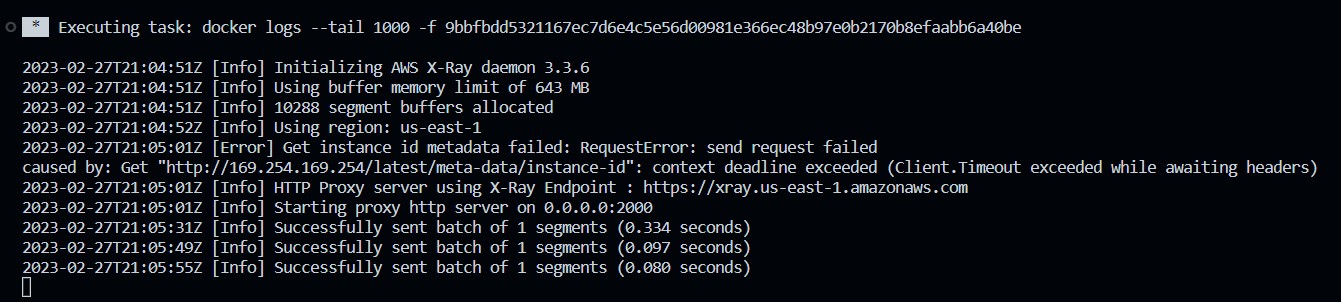 * Executing task: docker logs --tail 1000 -f 9bbfbdd5321167ec7d6e4c5e56d00981e366ec48b97e0b2170b8efaabb6a40be
2023-02-27T21:04:51Z [Info] Initializing AWS X-Ray daemon 3.3.6
2023-02-27T21:04:51Z [Info] Using buffer memory limit of 643 MB
2023-02-27T21:04:51Z [Info] 10288 segment buffers allocated
2023-02-27T21:04:52Z [Info] Using region: us-east-1
2023-02-27T21:05:01Z [Error] Get instance id metadata failed: RequestError: send request failed
caused by: Get "http://169.254.169.254/latest/meta-data/instance-id": context deadline exceeded (Client.Timeout exceeded while awaiting headers)
2023-02-27T21:05:01Z [Info] HTTP Proxy server using X-Ray Endpoint : https://xray.us-east-1.amazonaws.com
2023-02-27T21:05:01Z [Info] Starting proxy http server on 0.0.0.0:2000
2023-02-27T21:05:31Z [Info] Successfully sent batch of 1 segments (0.334 seconds)
2023-02-27T21:05:49Z [Info] Successfully sent batch of 1 segments (0.097 seconds)
2023-02-27T21:05:55Z [Info] Successfully sent batch of 1 segments (0.080 seconds)